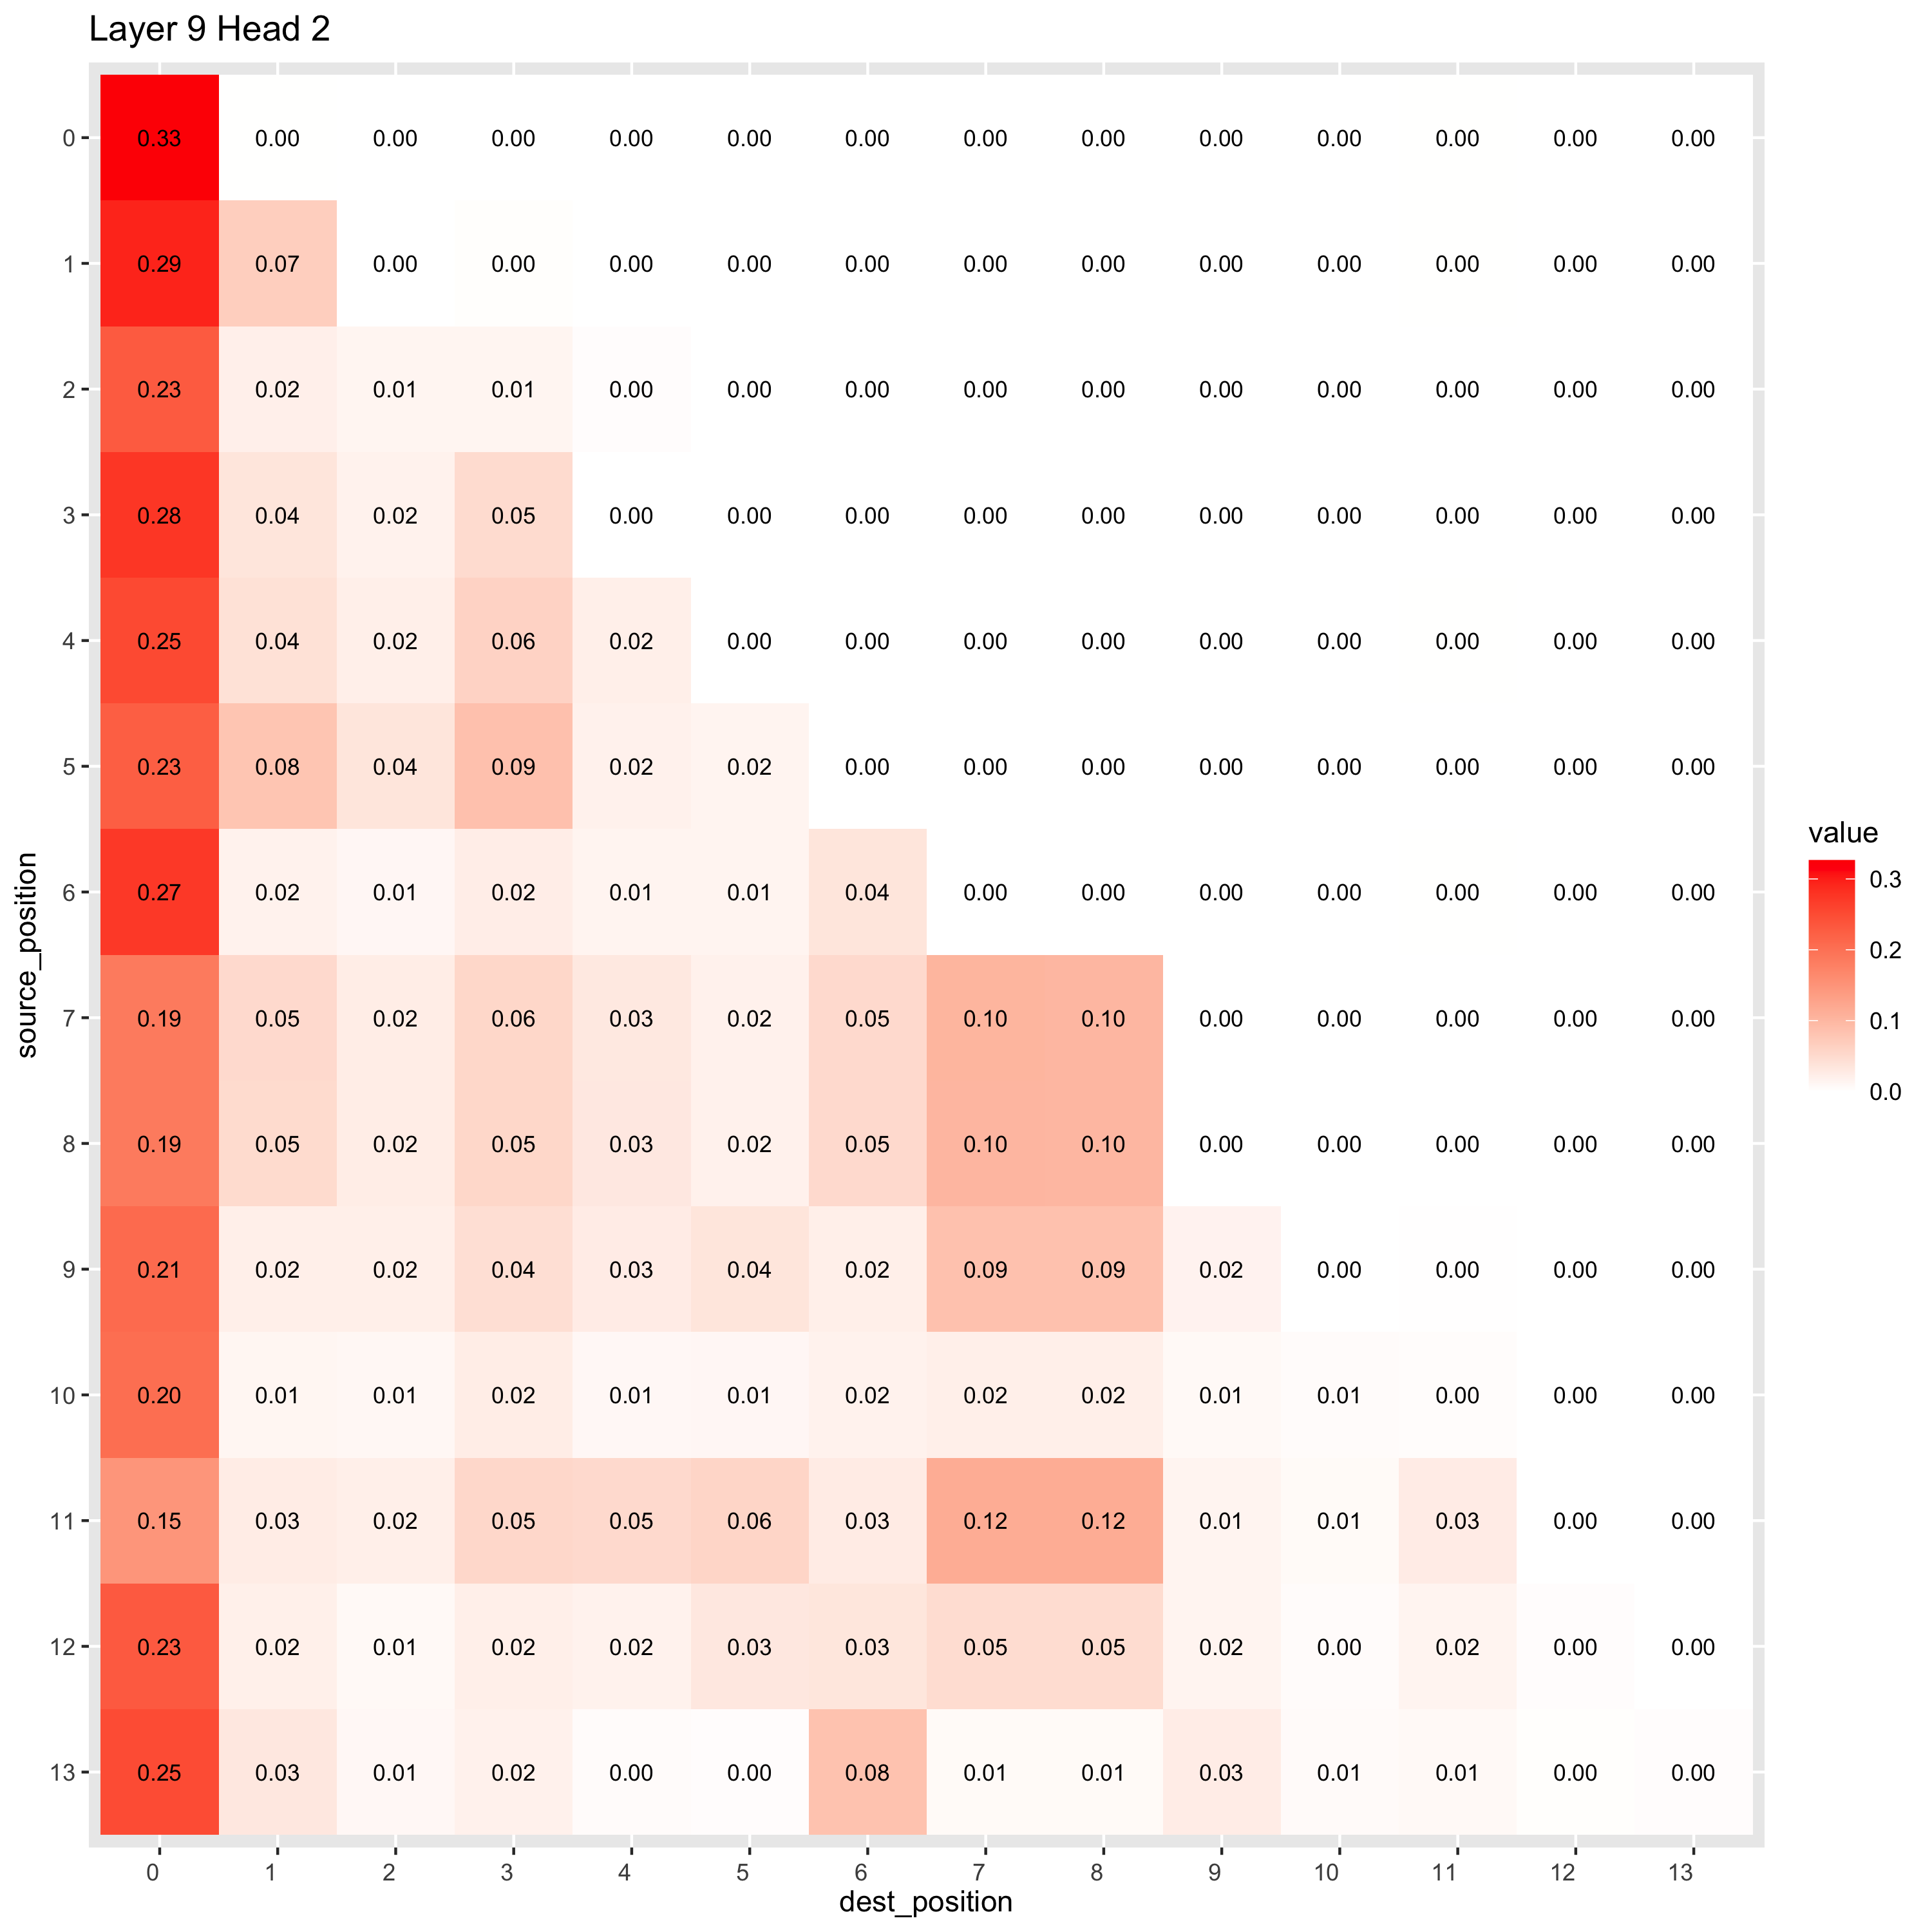 Layer 9 Head 2
0 0.33 0.00 0.00 0.00 0.00 0.00 0.00 0.00 0.00 0.00 0.00 0.00 0.00 0.00
1 0.29 0.07 0.00 0.00 0.00 0.00 0.00 0.00 0.00 0.00 0.00 0.00 0.00 0.00
2 0.23 0.02 0.01 0.01 0.00 0.00 0.00 0.00 0.00 0.00 0.00 0.00 0.00 0.00
3 0.28 0.04 0.02 0.05 0.00 0.00 0.00 0.00 0.00 0.00 0.00 0.00 0.00 0.00
4 0.25 0.04 0.02 0.06 0.02 0.00 0.00 0.00 0.00 0.00 0.00 0.00 0.00 0.00
5 0.23 0.08 0.04 0.09 0.02 0.02 0.00 0.00 0.00 0.00 0.00 0.00 0.00 0.00
6 0.27 0.02 0.01 0.02 0.01 0.01 0.04 0.00 0.00 0.00 0.00 0.00 0.00 0.00
7 0.19 0.05 0.02 0.06 0.03 0.02 0.05 0.10 0.10 0.00 0.00 0.00 0.00 0.00
8 0.19 0.05 0.02 0.05 0.03 0.02 0.05 0.10 0.10 0.00 0.00 0.00 0.00 0.00
9 0.21 0.02 0.02 0.04 0.03 0.04 0.02 0.09 0.09 0.02 0.00 0.00 0.00 0.00
10 0.20 0.01 0.01 0.02 0.01 0.01 0.02 0.02 0.02 0.01 0.01 0.00 0.00 0.00
11 0.15 0.03 0.02 0.05 0.05 0.06 0.03 0.12 0.12 0.01 0.01 0.03 0.00 0.00
12 0.23 0.02 0.01 0.02 0.02 0.03 0.03 0.05 0.05 0.02 0.00 0.02 0.00 0.00
13 0.25 0.03 0.01 0.02 0.00 0.00 0.08 0.01 0.01 0.03 0.01 0.01 0.00 0.00
0 1 2 3 4 5 6 7 8 9 10 11 12 13
dest_position
source_position
value
0.3
0.2
0.1
0.0